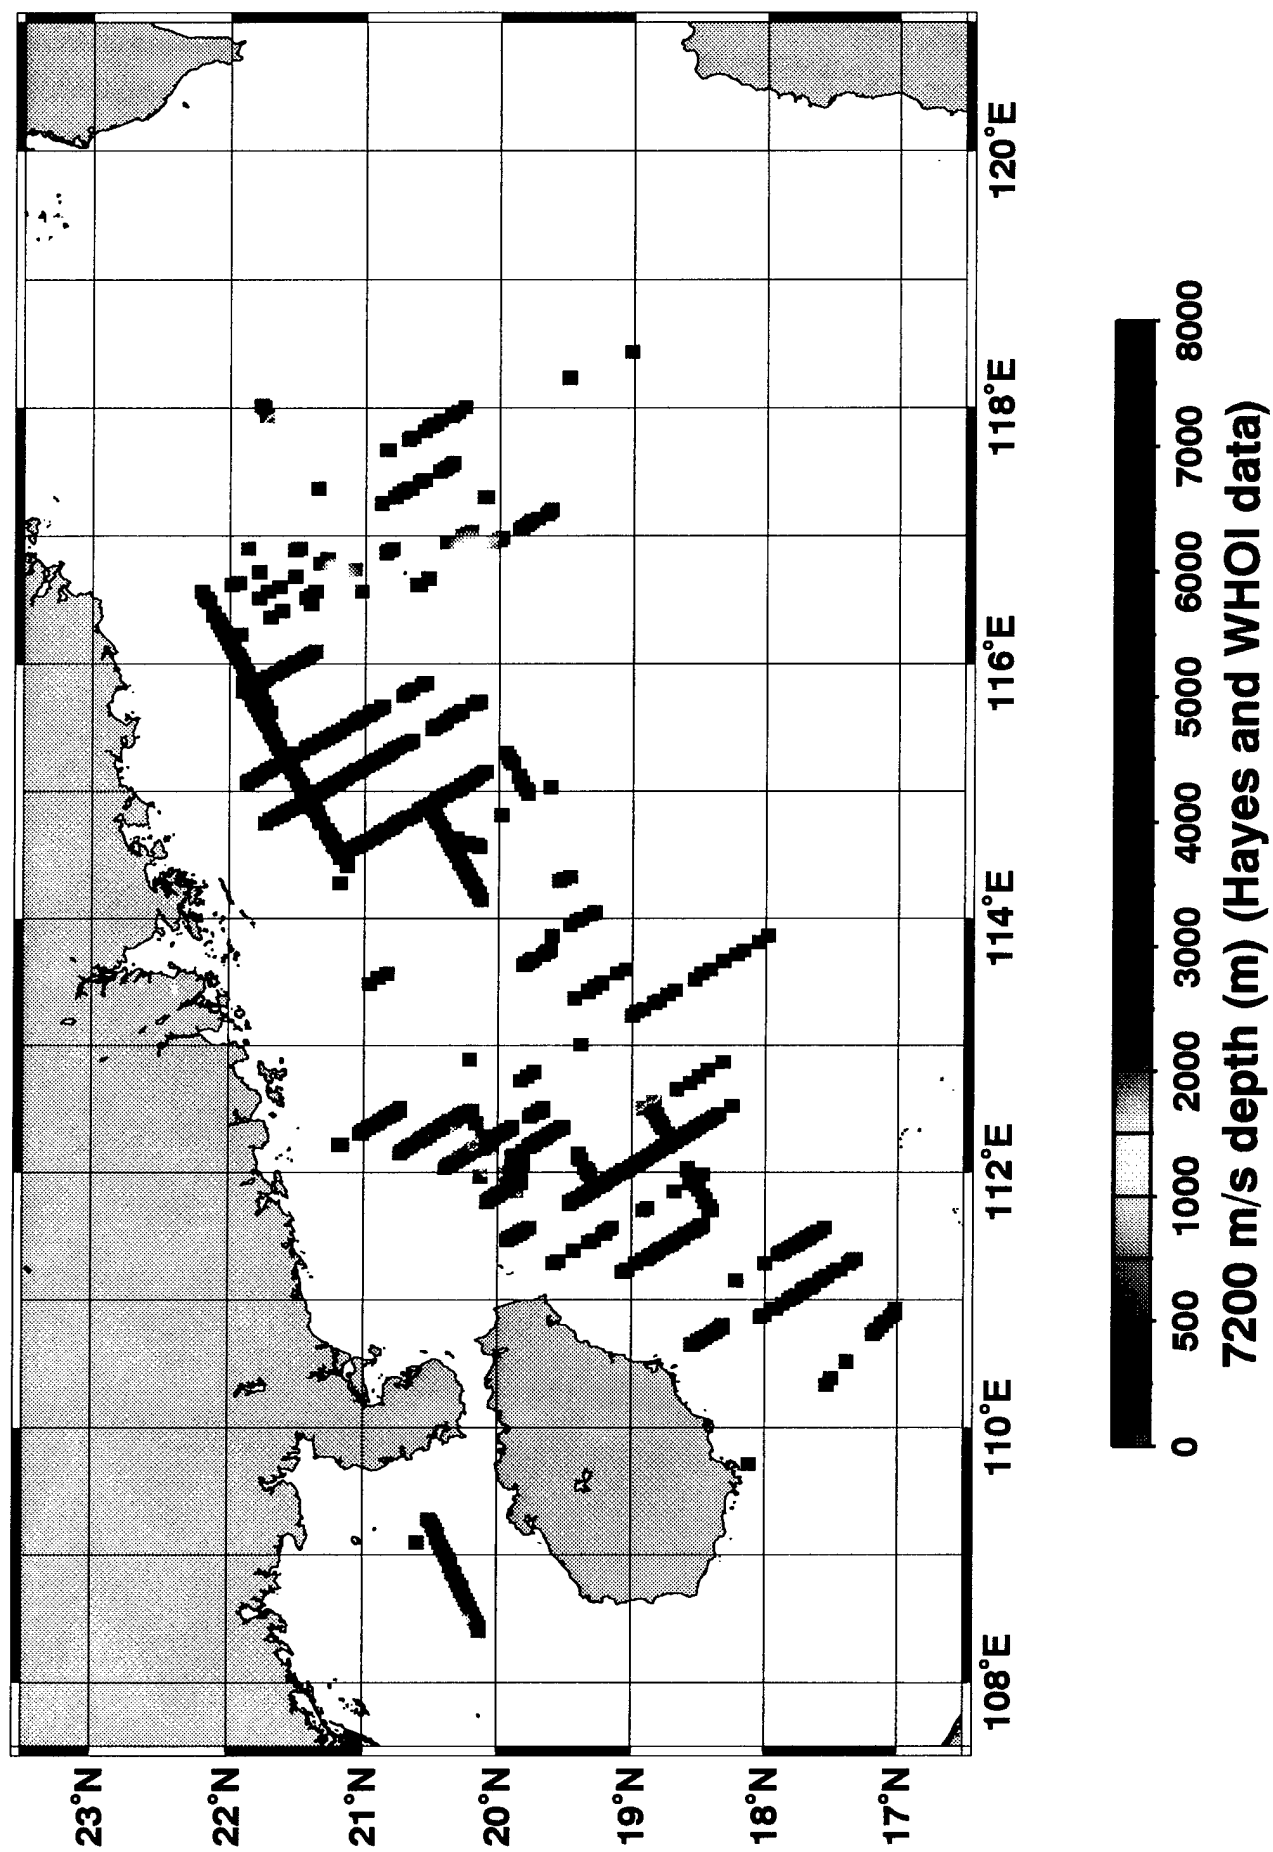 23°N
22°N
21°N
20°N
19°N
18°N
17°N
108°E
110°E
112°E
114°E
116°E
118°E
120°E
0
500
1000
2000
3000
4000
5000
6000
7000
8000
7200 m/s depth (m) (Hayes and WHOI data)